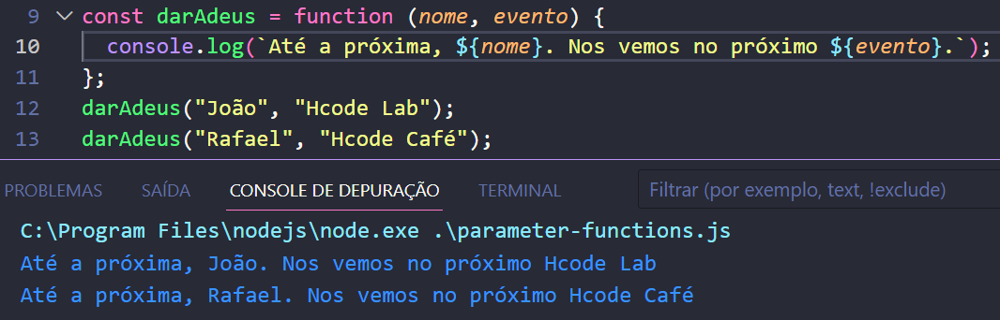 9 const darAdeus = function (nome, evento) {
10 console.log(`Até a próxima, ${nome}. Nos vemos no próximo ${evento}.`);
11 };
12 darAdeus("João", "Hcode Lab");
13 darAdeus("Rafael", "Hcode Café");
PROBLEMAS SAÍDA CONSOLE DE DEPURAÇÃO TERMINAL Filtrar (por exemplo, text, !exclude)
C:\Program Files\nodejs\node.exe .\parameter-functions.js
Até a próxima, João. Nos vemos no próximo Hcode Lab
Até a próxima, Rafael. Nos vemos no próximo Hcode Café